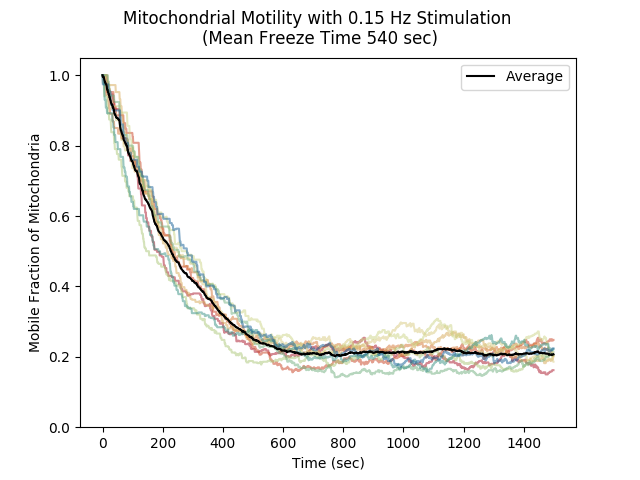 Mitochondrial Motility with 0.15 Hz Stimulation
(Mean Freeze Time 540 sec)
Average
1.0
0.8
0.6
0.4
0.2
0.0
Mobile Fraction of Mitochondria
0 200 400 600 800 1000 1200 1400
Time (sec)